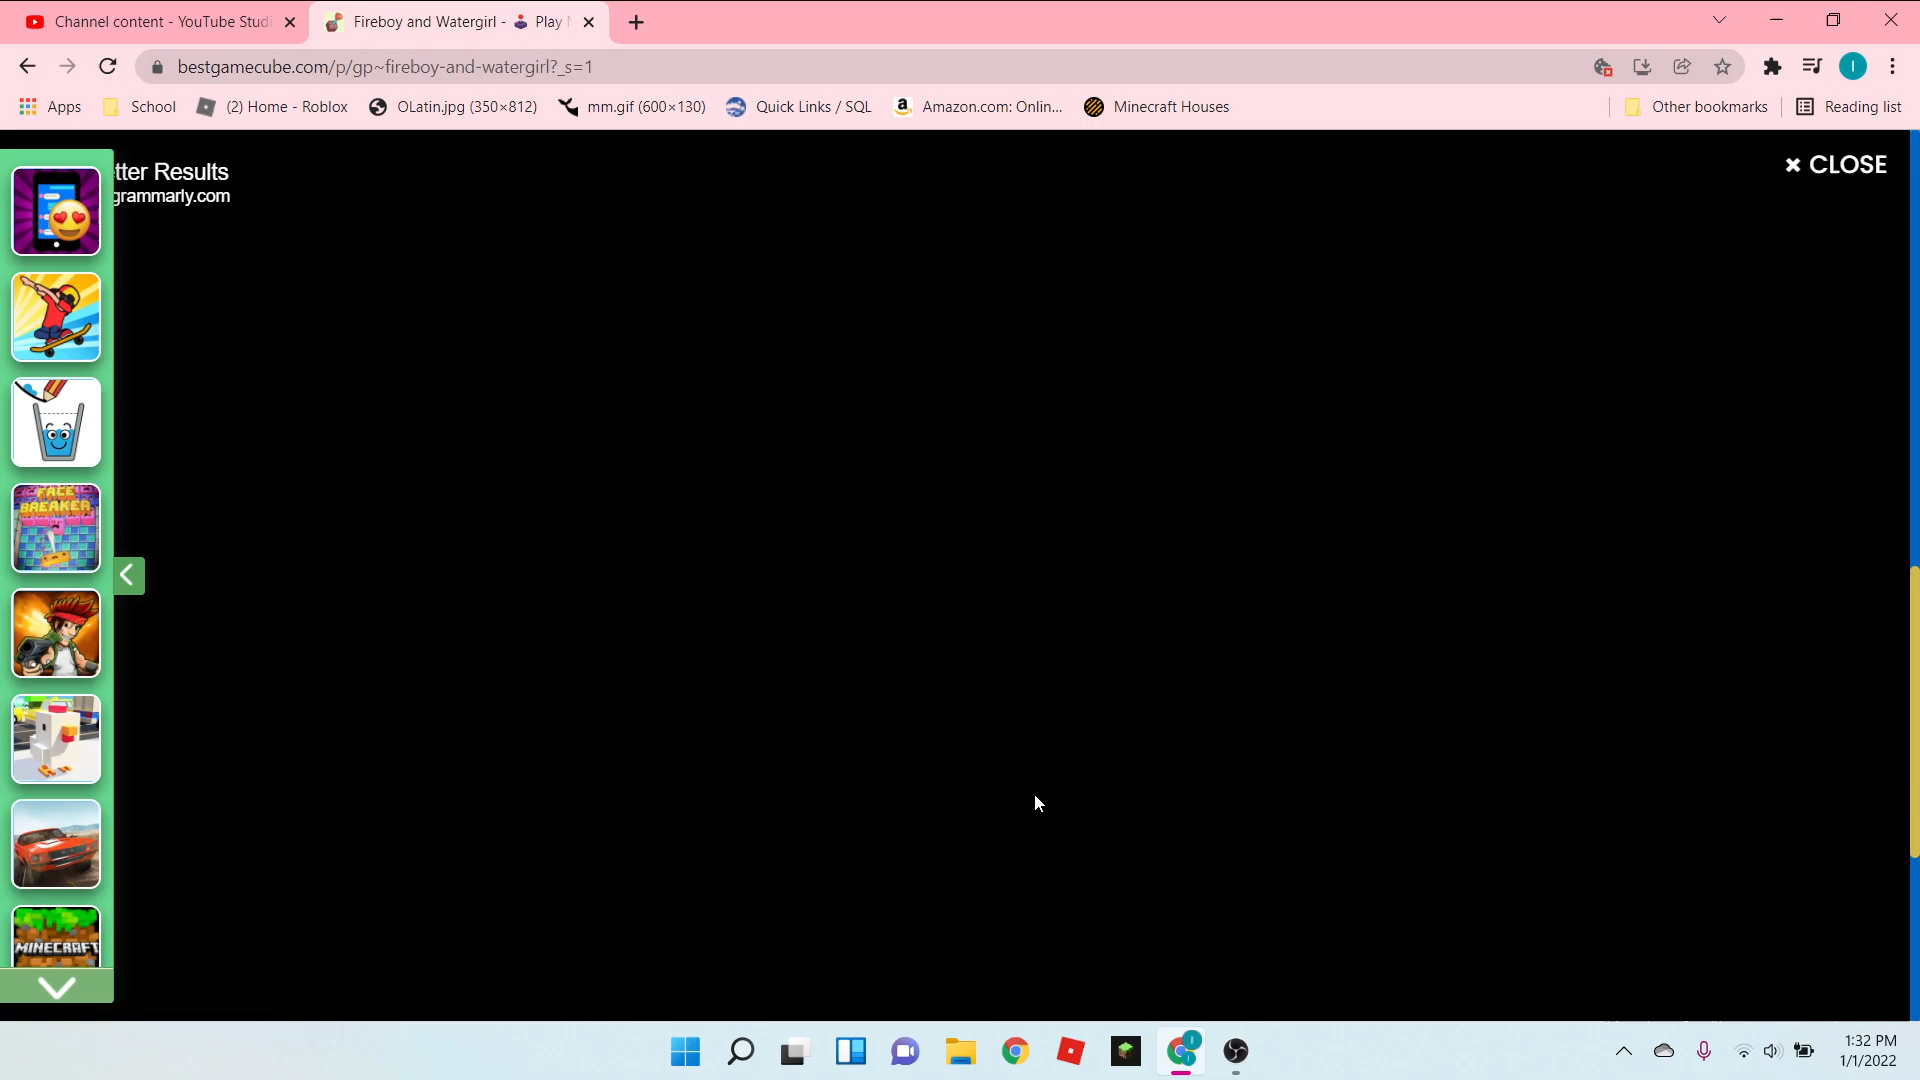 Channel content - YouTube Studi
Fireboy and Watergirl - Play
bestgamecube.com/p/gp~fireboy-and-watergirl?_s=1
I
Apps
School
(2) Home - Roblox
OLatin.jpg (350×812)
mm.gif (600×130)
Quick Links / SQL
Amazon.com: Onlin...
Minecraft Houses
Other bookmarks
Reading list
tter Results
grammarly.com
× CLOSE
FACE
BREAKER
MINECRAFT
1:32 PM
1/1/2022